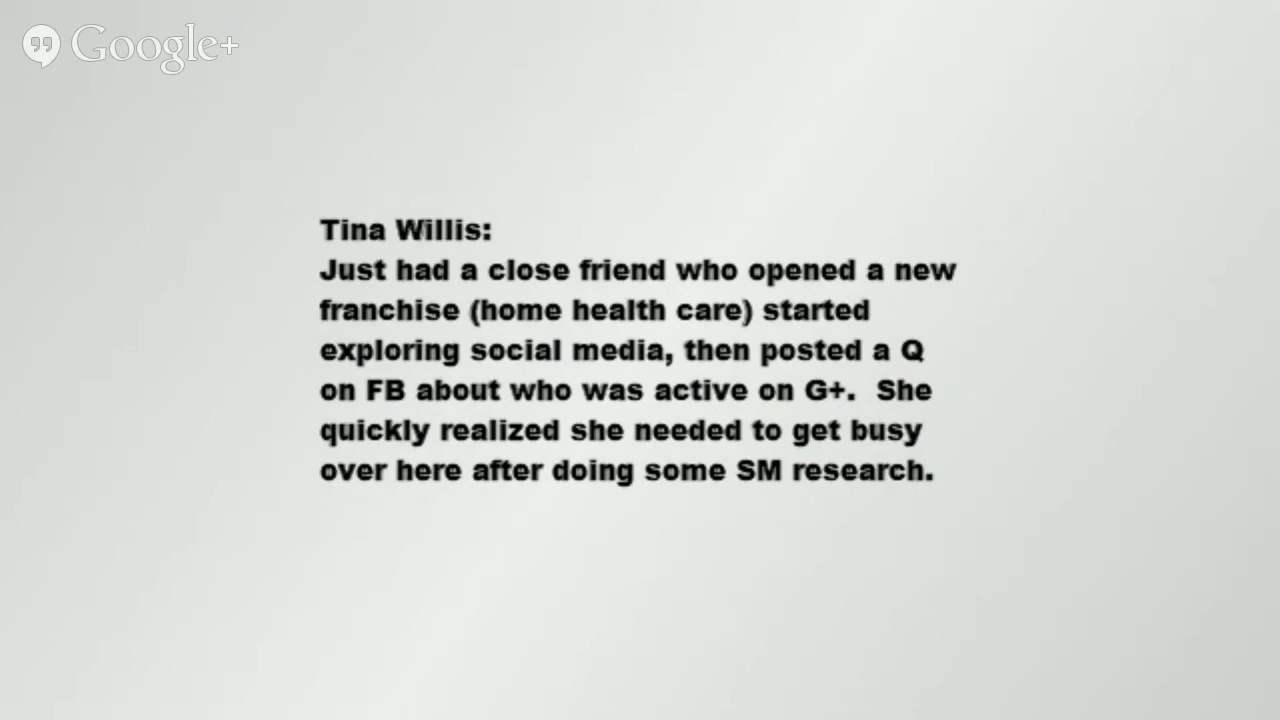 Google+
Tina Willis:
Just had a close friend who opened a new
franchise (home health care) started
exploring social media, then posted a Q
on FB about who was active on G+.  She
quickly realized she needed to get busy
over here after doing some SM research.